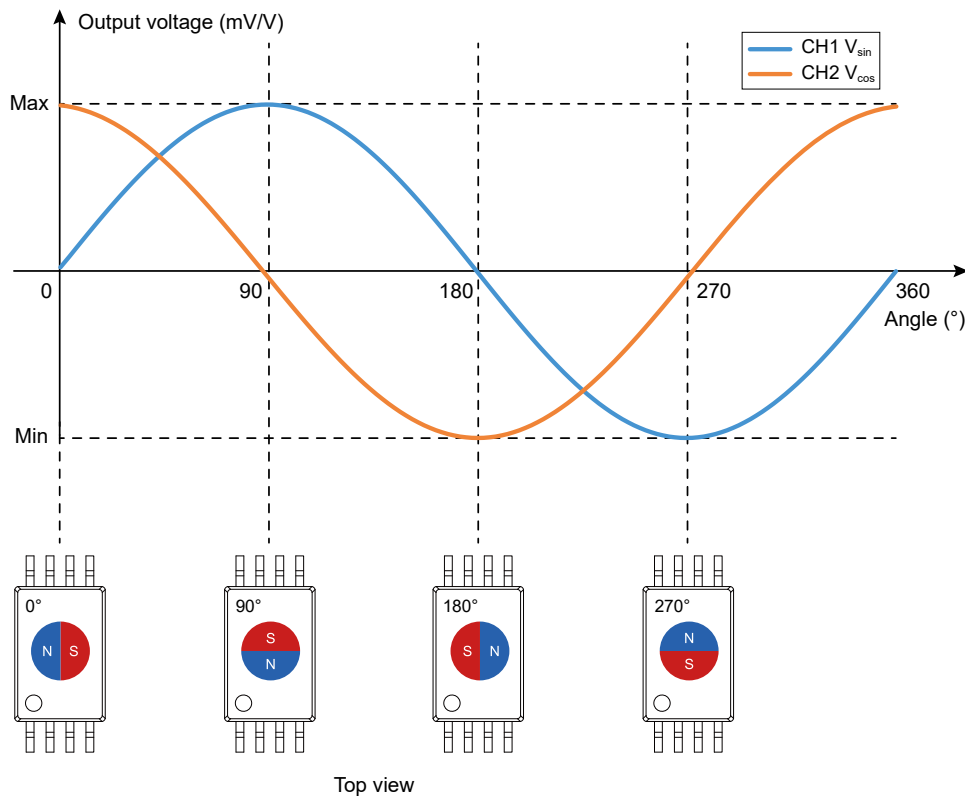 Output voltage (mV/V)
CH1 Vsin
CH2 Vcos
Max
0
90
180
270
360
Angle (°)
Min
0°
90°
180°
270°
N S
S
N
S N
N
S
Top view